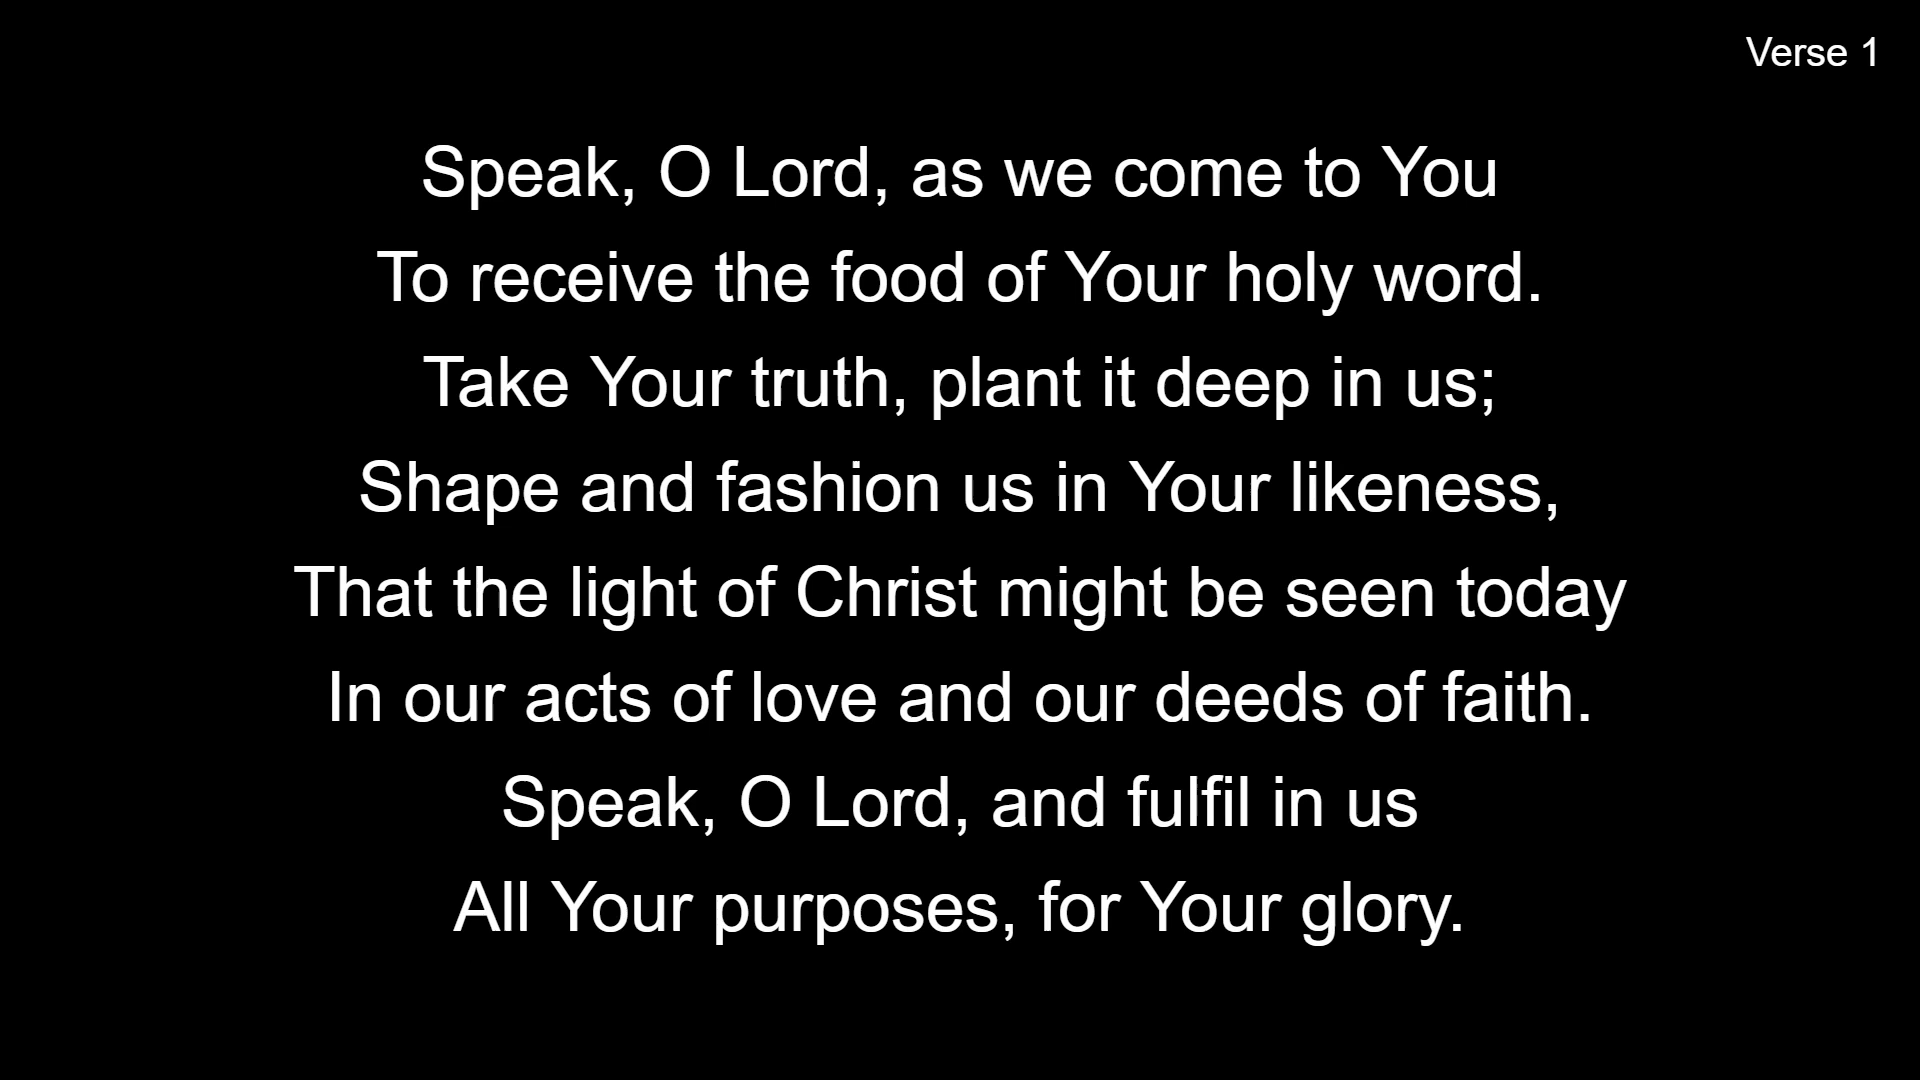 Verse 1
Speak, O Lord, as we come to You
To receive the food of Your holy word.
Take Your truth, plant it deep in us;
Shape and fashion us in Your likeness,
That the light of Christ might be seen today
In our acts of love and our deeds of faith.
Speak, O Lord, and fulfil in us
All Your purposes, for Your glory.